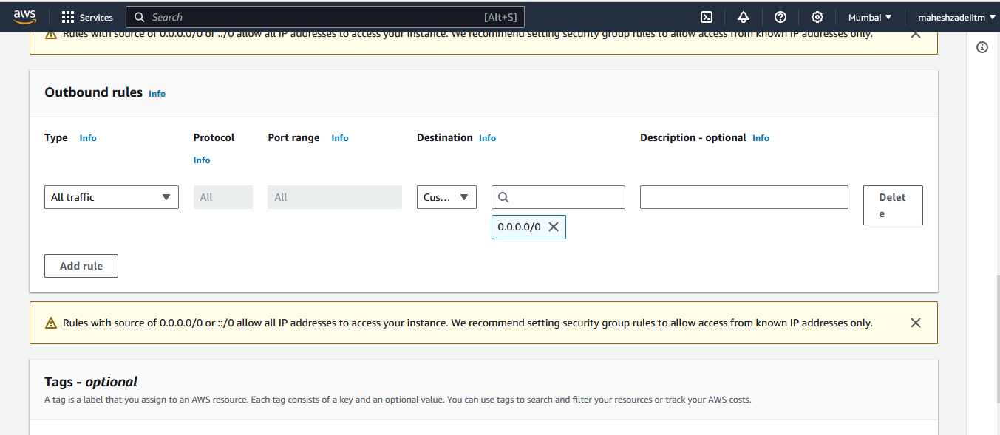 aws Services Search [Alt+S] Mumbai maheshzadeiitm
Rules with source of 0.0.0.0/0 or ::/0 allow all IP addresses to access your instance. We recommend setting security group rules to allow access from known IP addresses only.
Outbound rules Info
Type Info Protocol Port range Info Destination Info Description - optional Info
Info
All traffic All All Cus... Delet
e
0.0.0.0/0
Add rule
Rules with source of 0.0.0.0/0 or ::/0 allow all IP addresses to access your instance. We recommend setting security group rules to allow access from known IP addresses only.
Tags - optional
A tag is a label that you assign to an AWS resource. Each tag consists of a key and an optional value. You can use tags to search and filter your resources or track your AWS costs.